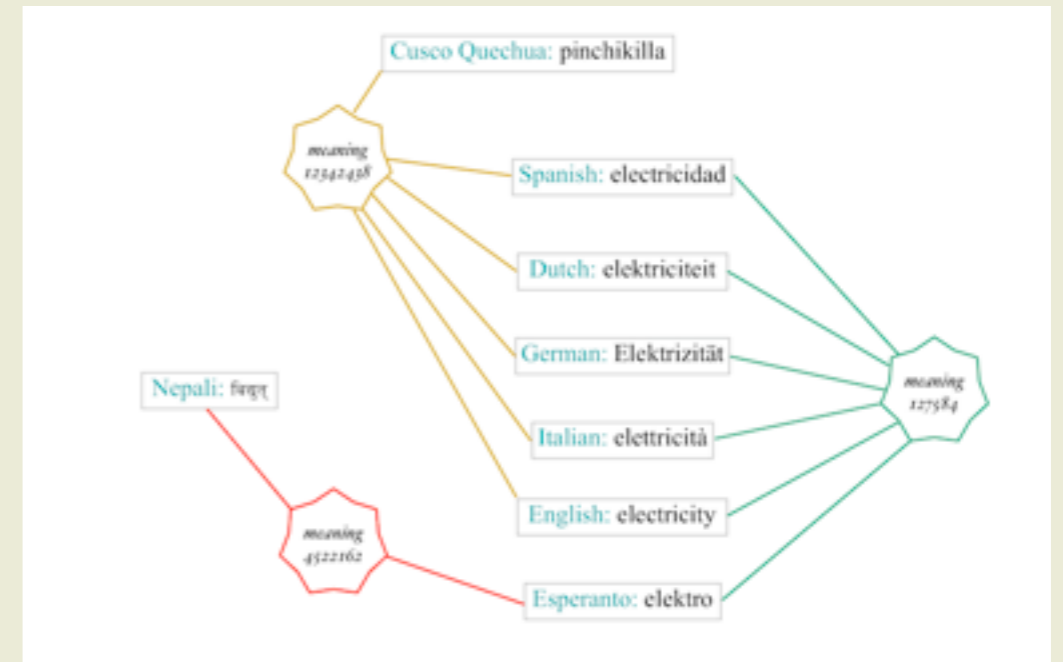 Cusco Quechua: pinchikilla
meaning
12342438
Spanish: electricidad
Dutch: elektriciteit
German: Elektrizität
meaning
127584
Nepali: विद्युत्
Italian: elettricità
English: electricity
meaning
4522162
Esperanto: elektro